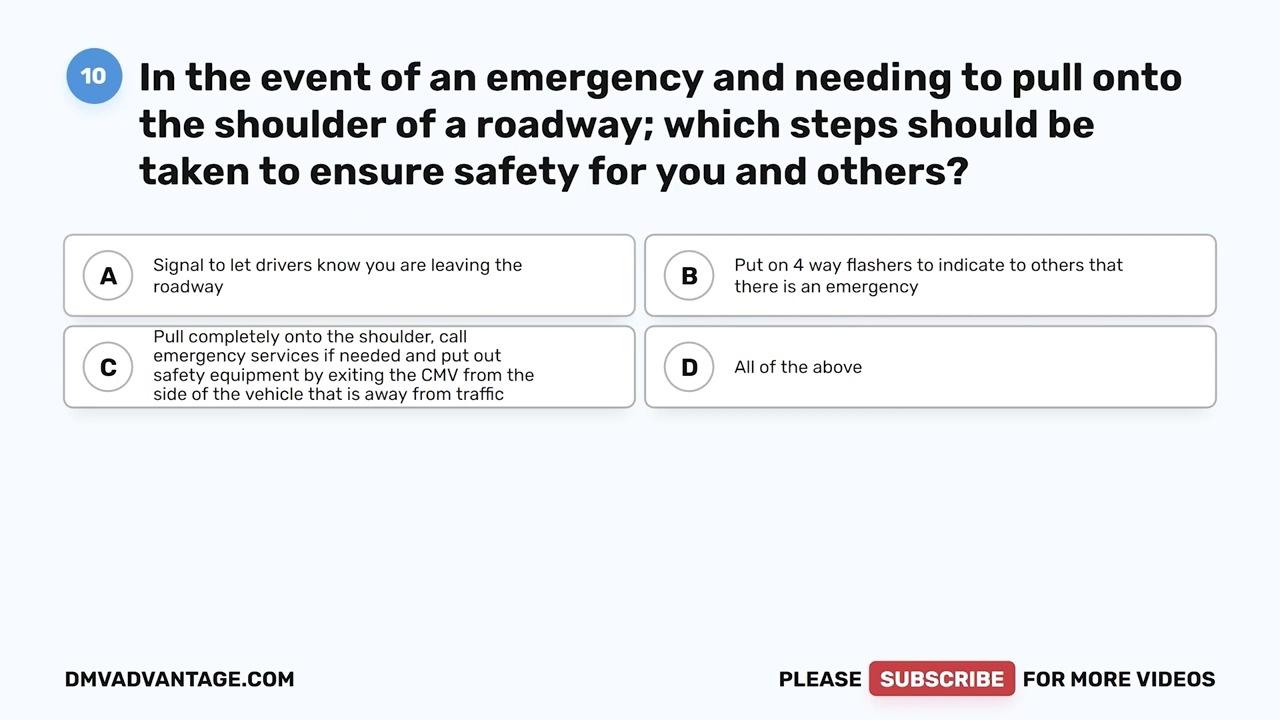 10
In the event of an emergency and needing to pull onto
the shoulder of a roadway; which steps should be
taken to ensure safety for you and others?
A
Signal to let drivers know you are leaving the
roadway
B
Put on 4 way flashers to indicate to others that
there is an emergency
C
Pull completely onto the shoulder, call
emergency services if needed and put out
safety equipment by exiting the CMV from the
side of the vehicle that is away from traffic
D
All of the above
DMVADVANTAGE.COM
PLEASE SUBSCRIBE FOR MORE VIDEOS